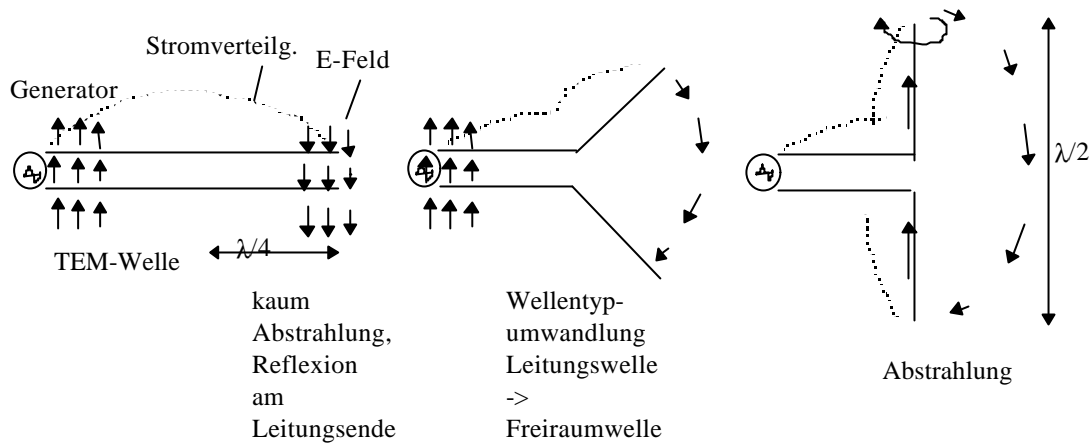 Stromverteilg.
E-Feld
Generator
TEM-Welle
λ/4
kaum
Abstrahlung,
Reflexion
am
Leitungsende
Wellentyp-
umwandlung
Leitungswelle
->
Freiraumwelle
λ/2
Abstrahlung